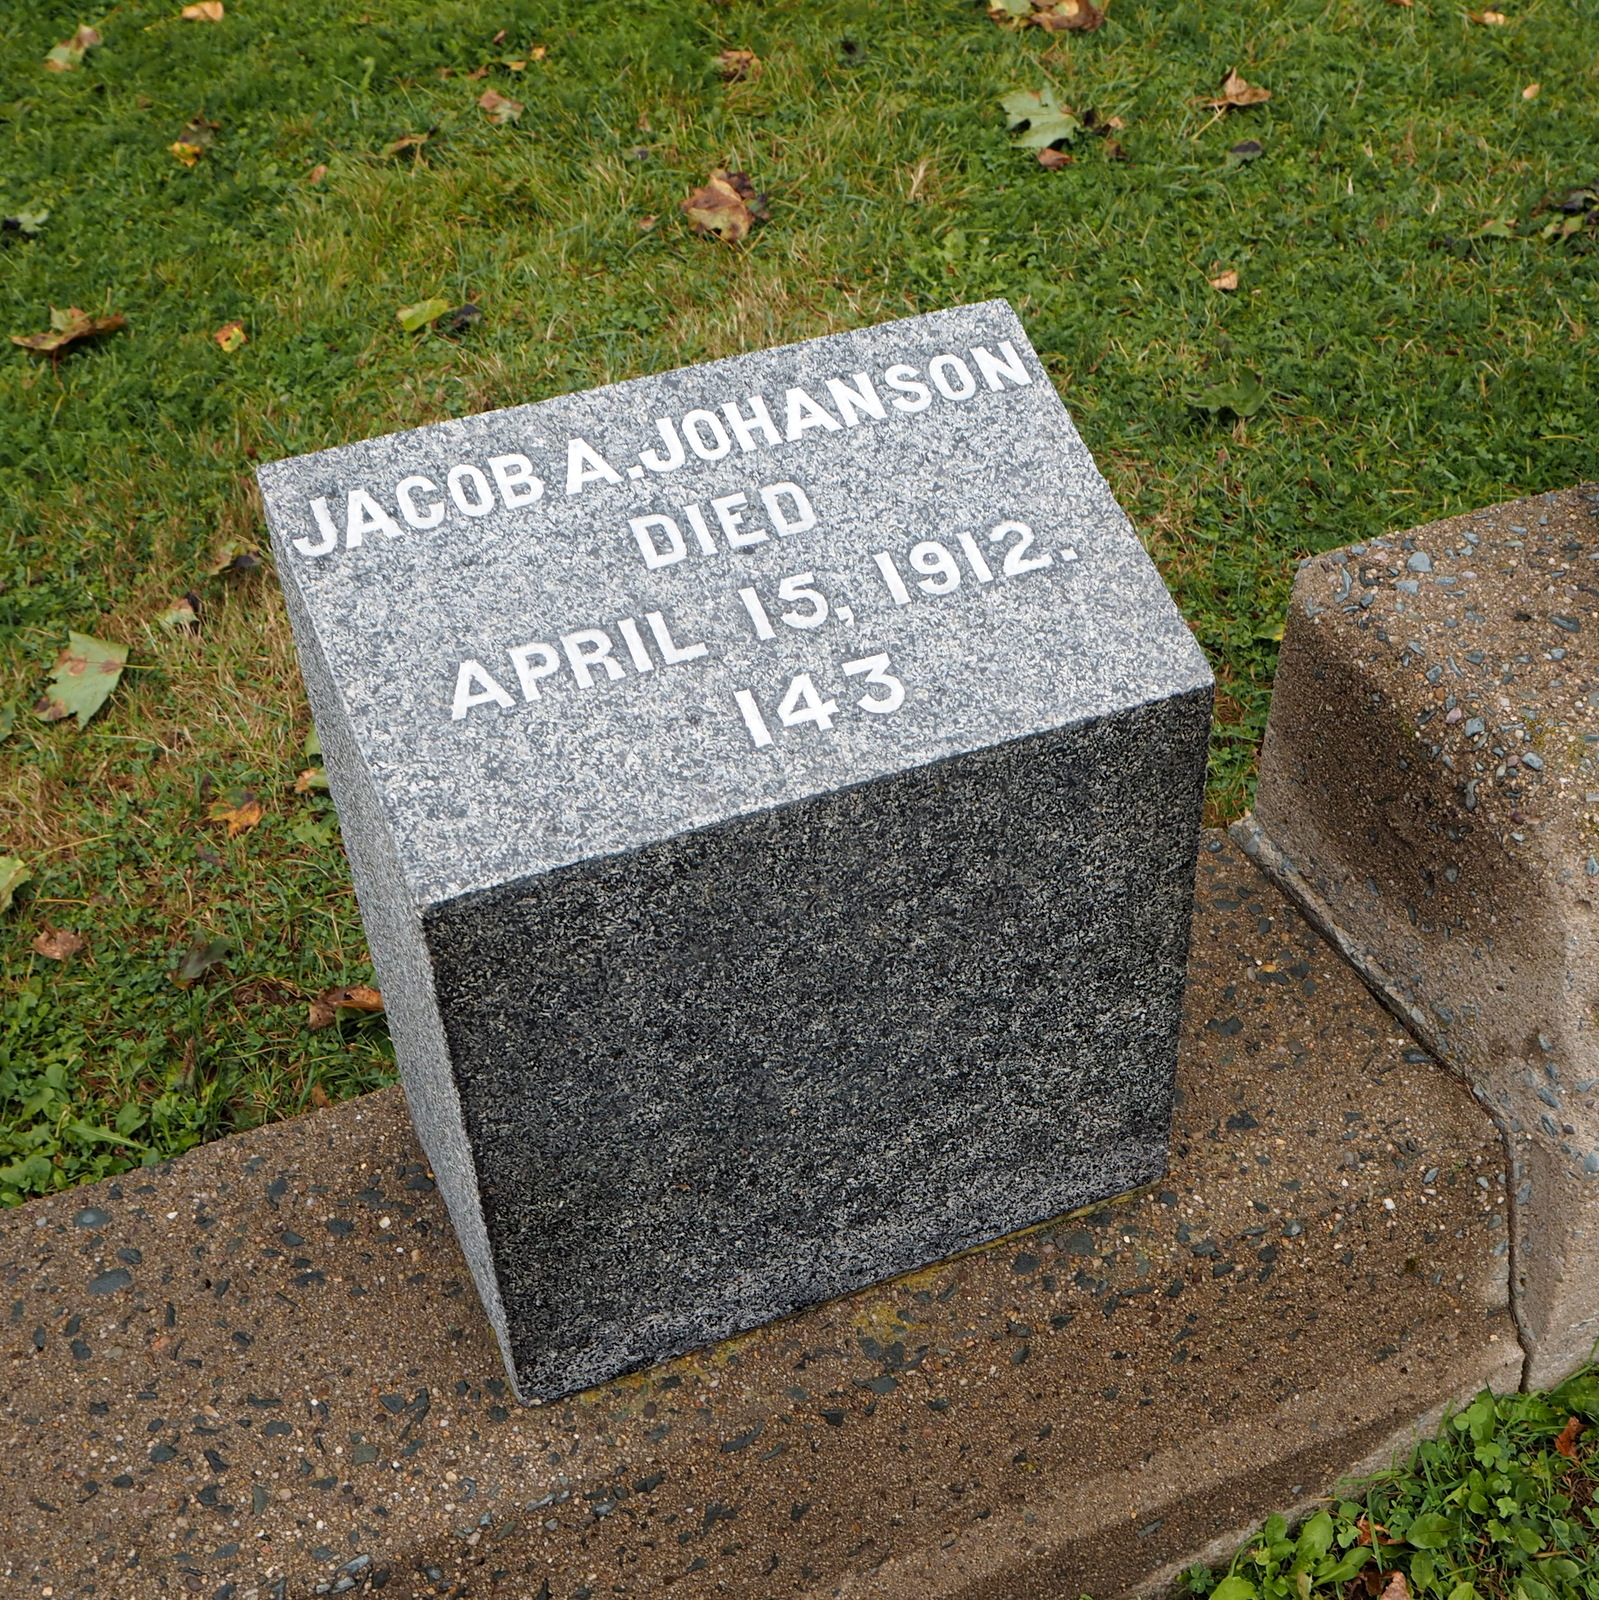 JACOB A. JOHANSON
DIED
APRIL 15, 1912.
143